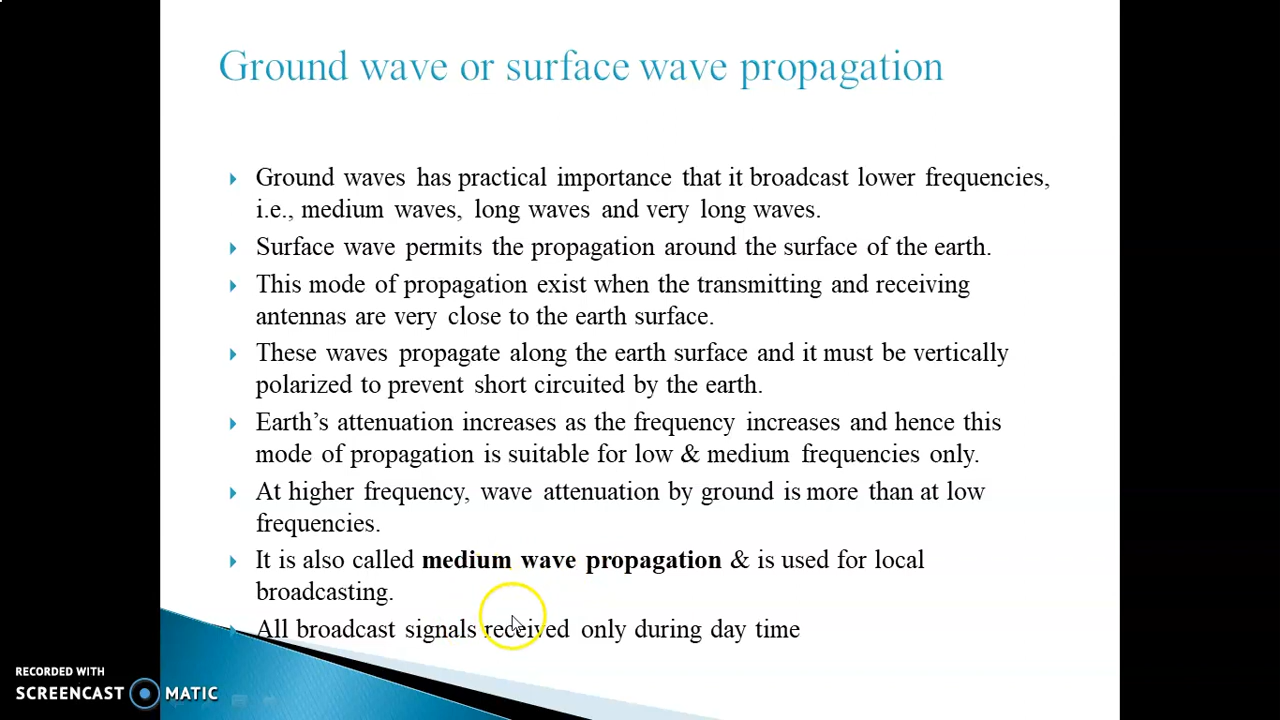 Ground wave or surface wave propagation
Ground waves has practical importance that it broadcast lower frequencies,
i.e., medium waves, long waves and very long waves.
Surface wave permits the propagation around the surface of the earth.
This mode of propagation exist when the transmitting and receiving
antennas are very close to the earth surface.
These waves propagate along the earth surface and it must be vertically
polarized to prevent short circuited by the earth.
Earth’s attenuation increases as the frequency increases and hence this
mode of propagation is suitable for low & medium frequencies only.
At higher frequency, wave attenuation by ground is more than at low
frequencies.
It is also called medium wave propagation & is used for local
broadcasting.
All broadcast signals received only during day time
RECORDED WITH
SCREENCAST MATIC